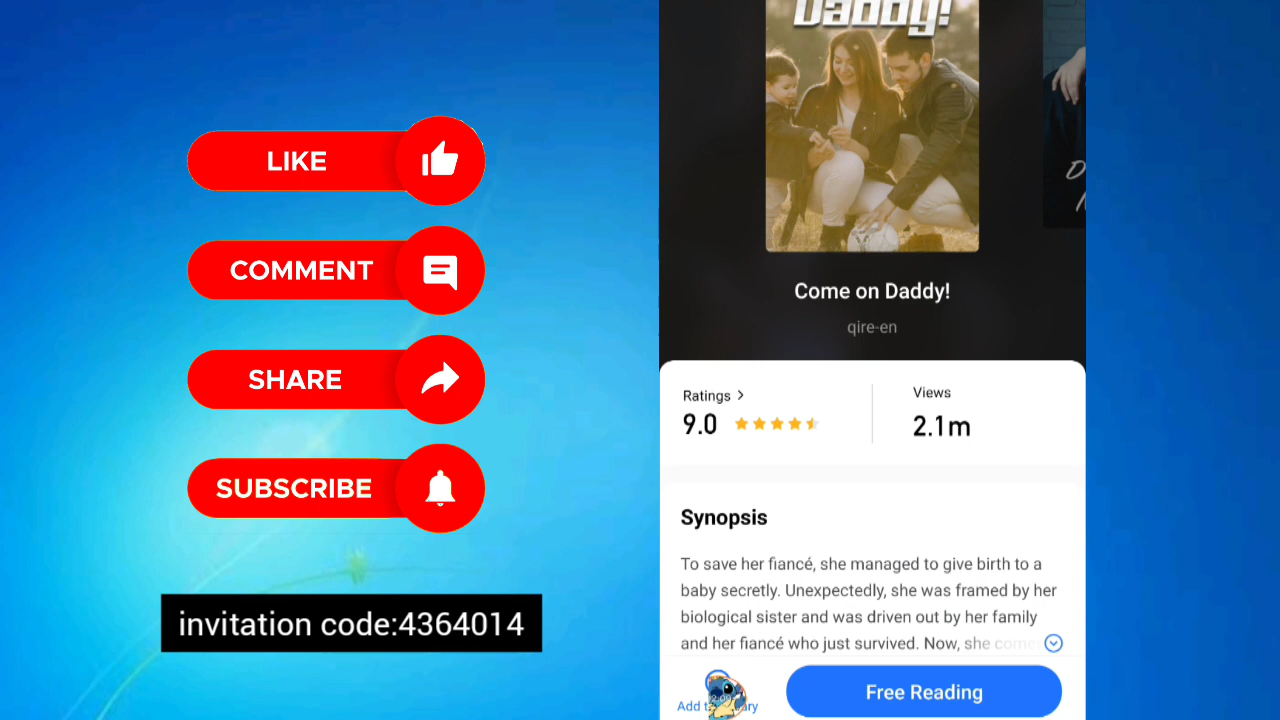 LIKE
COMMENT
SHARE
SUBSCRIBE
invitation code:4364014
Daddy!
Come on Daddy!
qire-en
Ratings
9.0
Views
2.1m
Synopsis
To save her fiancé, she managed to give birth to a
baby secretly. Unexpectedly, she was framed by her
biological sister and was driven out by her family
and her fiancé who just survived. Now, she comes
Add
Free Reading